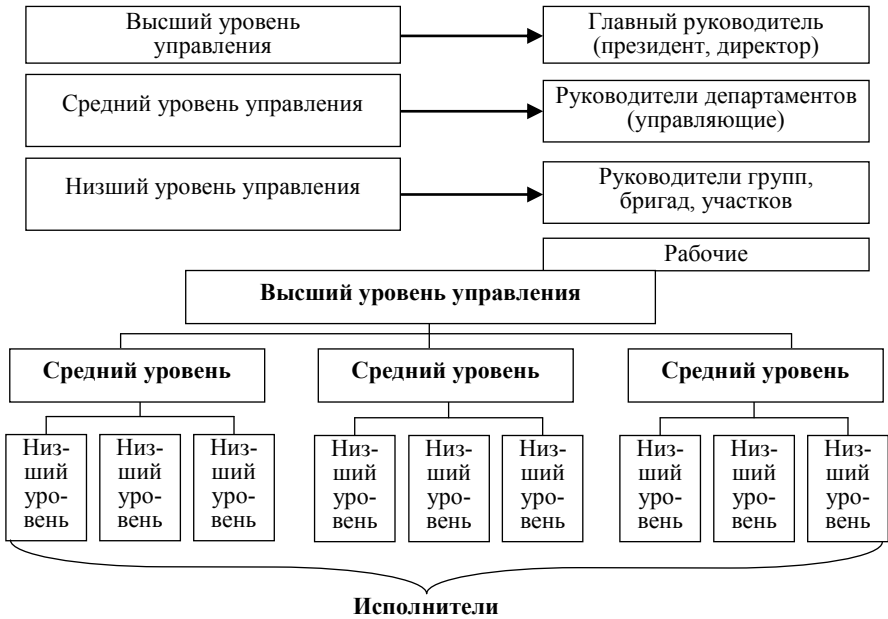 Высший уровень
управления
Главный руководитель
(президент, директор)
Средний уровень управления
Руководители департаментов
(управляющие)
Низший уровень управления
Руководители групп,
бригад, участков
Рабочие
Высший уровень управления
Средний уровень
Средний уровень
Средний уровень
Низ-
ший
уро-
вень
Низ-
ший
уро-
вень
Низ-
ший
уро-
вень
Низ-
ший
уро-
вень
Низ-
ший
уро-
вень
Низ-
ший
уро-
вень
Низ-
ший
уро-
вень
Низ-
ший
уро-
вень
Низ-
ший
уро-
вень
Исполнители